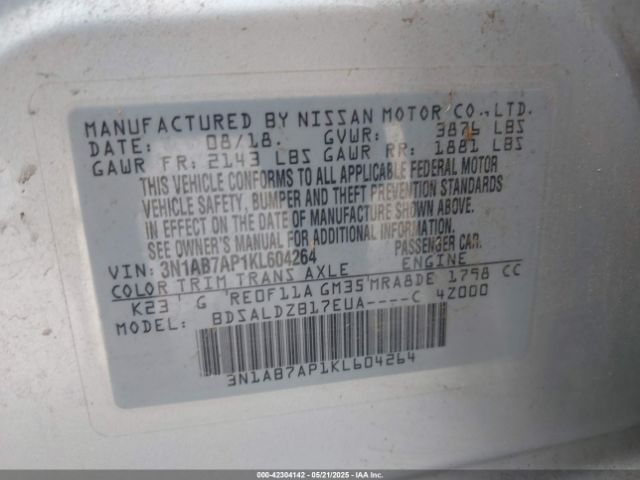 MANUFACTURED BY NISSAN MOTOR CO.,LTD.
DATE: 08/18. GVWR: 3876 LBS
GAWR FR: 2143 LBS GAWR RR: 1881 LBS
THIS VEHICLE CONFORMS TO ALL APPLICABLE FEDERAL MOTOR
VEHICLE SAFETY, BUMPER AND THEFT PREVENTION STANDARDS
IN EFFECT ON THE DATE OF MANUFACTURE SHOWN ABOVE.
SEE OWNER'S MANUAL FOR ADDITIONAL INFORMATION.
VIN: 3N1AB7AP1KL604264 PASSENGER CAR.
COLOR TRIM TRANS AXLE ENGINE
K23 G RE0F11A GM35 MRA8DE 1798 CC
MODEL: BDSALDZB17EUA----C 4Z000
3N1AB7AP1KL604264
000-42304142 - 05/21/2025 - IAA, Inc.